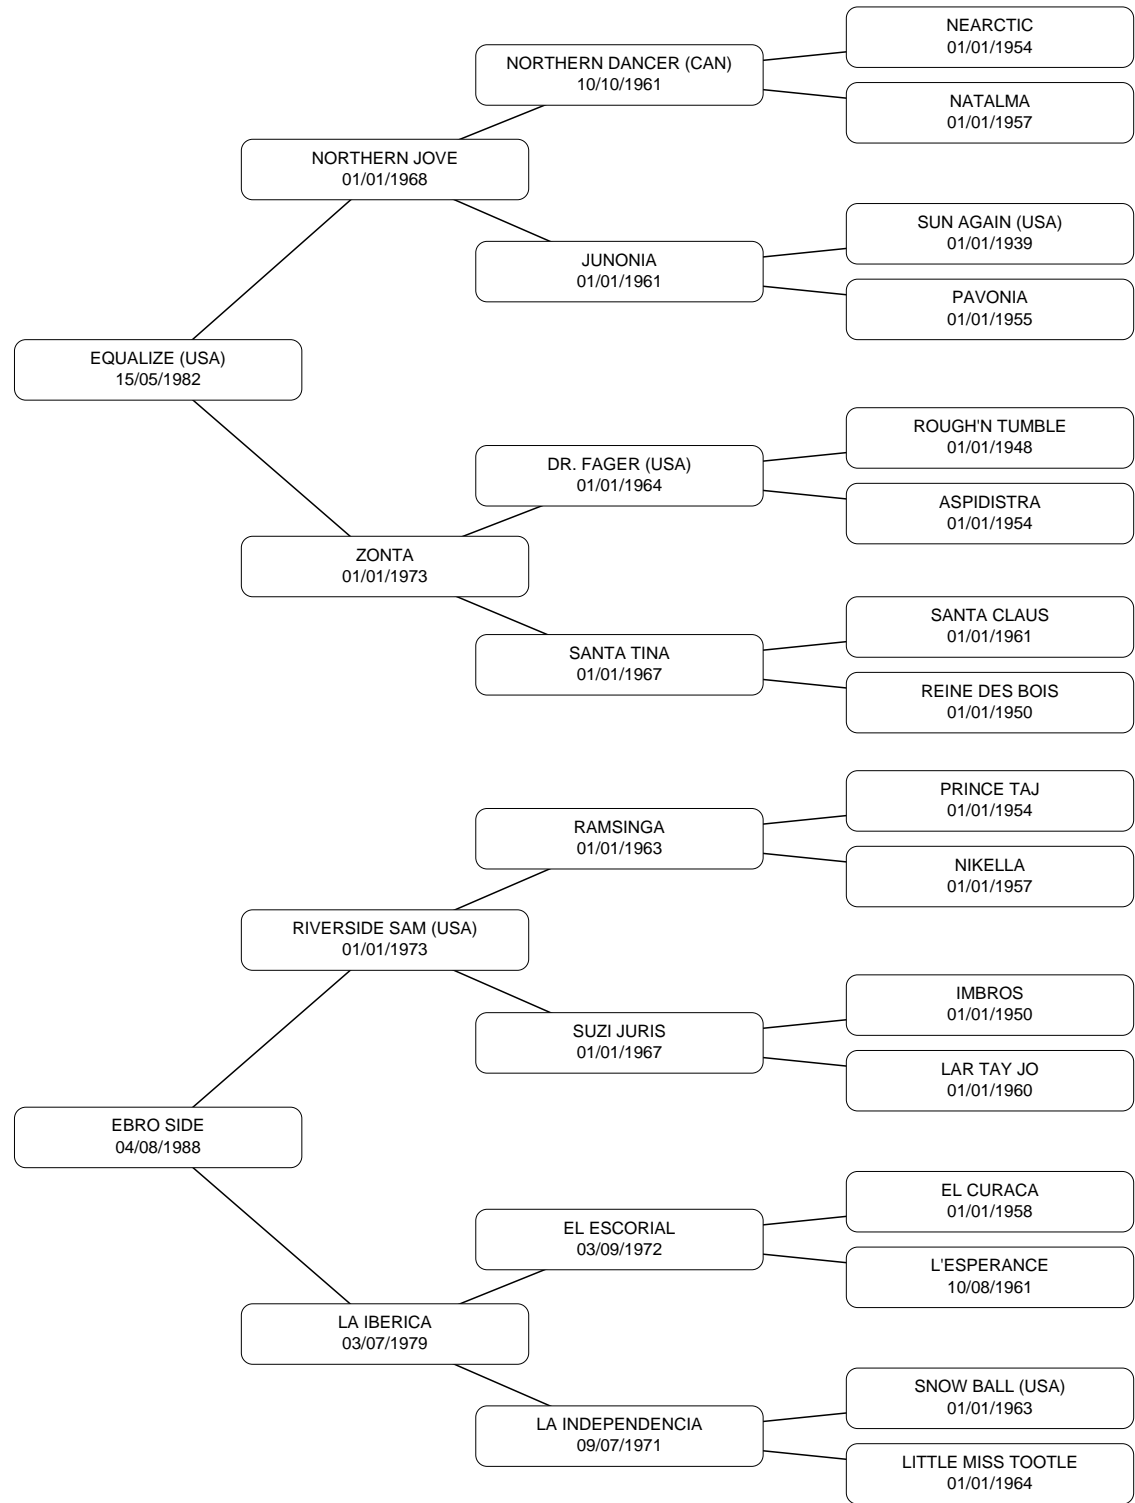 NEARCTIC
01/01/1954
NORTHERN DANCER (CAN)
10/10/1961
NATALMA
01/01/1957
NORTHERN JOVE
01/01/1968
SUN AGAIN (USA)
01/01/1939
JUNONIA
01/01/1961
PAVONIA
01/01/1955
EQUALIZE (USA)
15/05/1982
ROUGH'N TUMBLE
01/01/1948
DR. FAGER (USA)
01/01/1964
ASPIDISTRA
01/01/1954
ZONTA
01/01/1973
SANTA CLAUS
01/01/1961
SANTA TINA
01/01/1967
REINE DES BOIS
01/01/1950
PRINCE TAJ
01/01/1954
RAMSINGA
01/01/1963
NIKELLA
01/01/1957
RIVERSIDE SAM (USA)
01/01/1973
IMBROS
01/01/1950
SUZI JURIS
01/01/1967
LAR TAY JO
01/01/1960
EBRO SIDE
04/08/1988
EL CURACA
01/01/1958
EL ESCORIAL
03/09/1972
L'ESPERANCE
10/08/1961
LA IBERICA
03/07/1979
SNOW BALL (USA)
01/01/1963
LA INDEPENDENCIA
09/07/1971
LITTLE MISS TOOTLE
01/01/1964